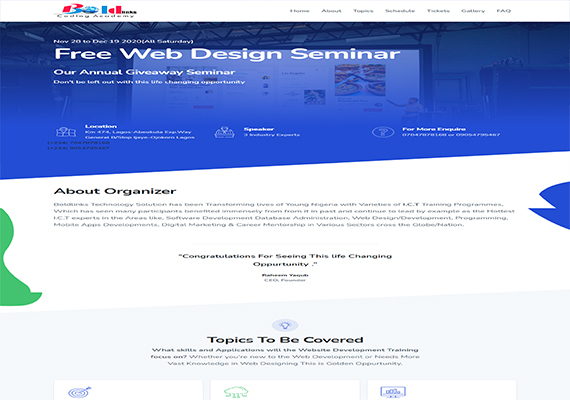 Boldlinks
Coding Academy
Home About Topics Schedule Tickets Gallery FAQ
Nov 28 to Dec 19 2020(All Saturday)
Free Web Design Seminar
Our Annual Giveaway Seminar
Don't be left out with this life changing opportunity
Location
Km 474, Lagos-Abeokuta Exp.Way
General B/Stop Ijaye-Ojokoro Lagos
Speaker
3 Industry Experts
For More Enquire
07047878168 or 09054795467
About Organizer
Boldlinks Technology Solution has been Transforming Lives of Young Nigeria with Varieties of I.C.T Training Programmes,
Which has seen many participants benefited immensely from from it in past and continue to lead by example as the Hottest
I.C.T experts in the Areas like, Software Development Database Administration, Web Design/Development, Programming,
Mobile Apps Developments, Digital Marketing & Career Mentorship in Various Sectors cross the Globe/Nation.
"Congratulations For Seeing This life Changing
Oppurtunity ."
Raheem Yaqub
CEO, Founder
Topics To Be Covered
What skills and Applications will the Website Development Training
focus on? Whether you're new to the Web Development or Needs More
Vast Knowledge in Web Designing This is Golden Oppurtunity.